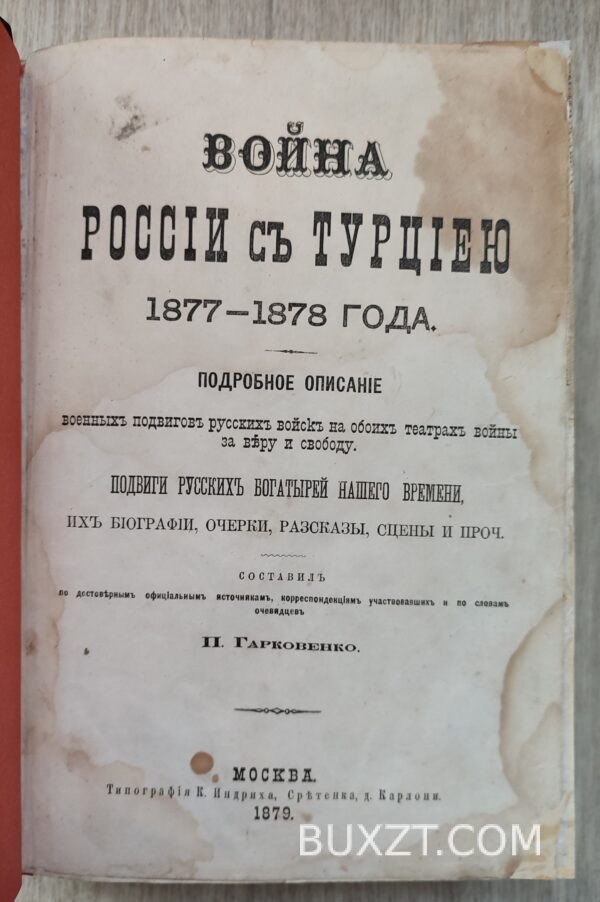 ВОЙНА
РОССІИ СЪ ТУРЦІЕЮ
1877—1878 ГОДА.
ПОДРОБНОЕ ОПИСАНІЕ
военныхъ подвиговъ русскихъ войскъ на обоихъ театрахъ войны
за вѣру и свободу.
ПОДВИГИ РУССКИХЪ БОГАТЫРЕЙ НАШЕГО ВРЕМЕНИ,
ИХЪ БІОГРАФІИ, ОЧЕРКИ, РАЗСКАЗЫ, СЦЕНЫ И ПРОЧ.
СОСТАВИЛЪ
по достовѣрнымъ официльнымъ источникамъ, корреспонденціямъ участвовавшихъ и по словамъ
очевидцевъ
П. ГАРКОВЕНКО.
МОСКВА.
Типографія К. Индриха, Срѣтенка, д. Карлони.
1879.
BUXZT.COM